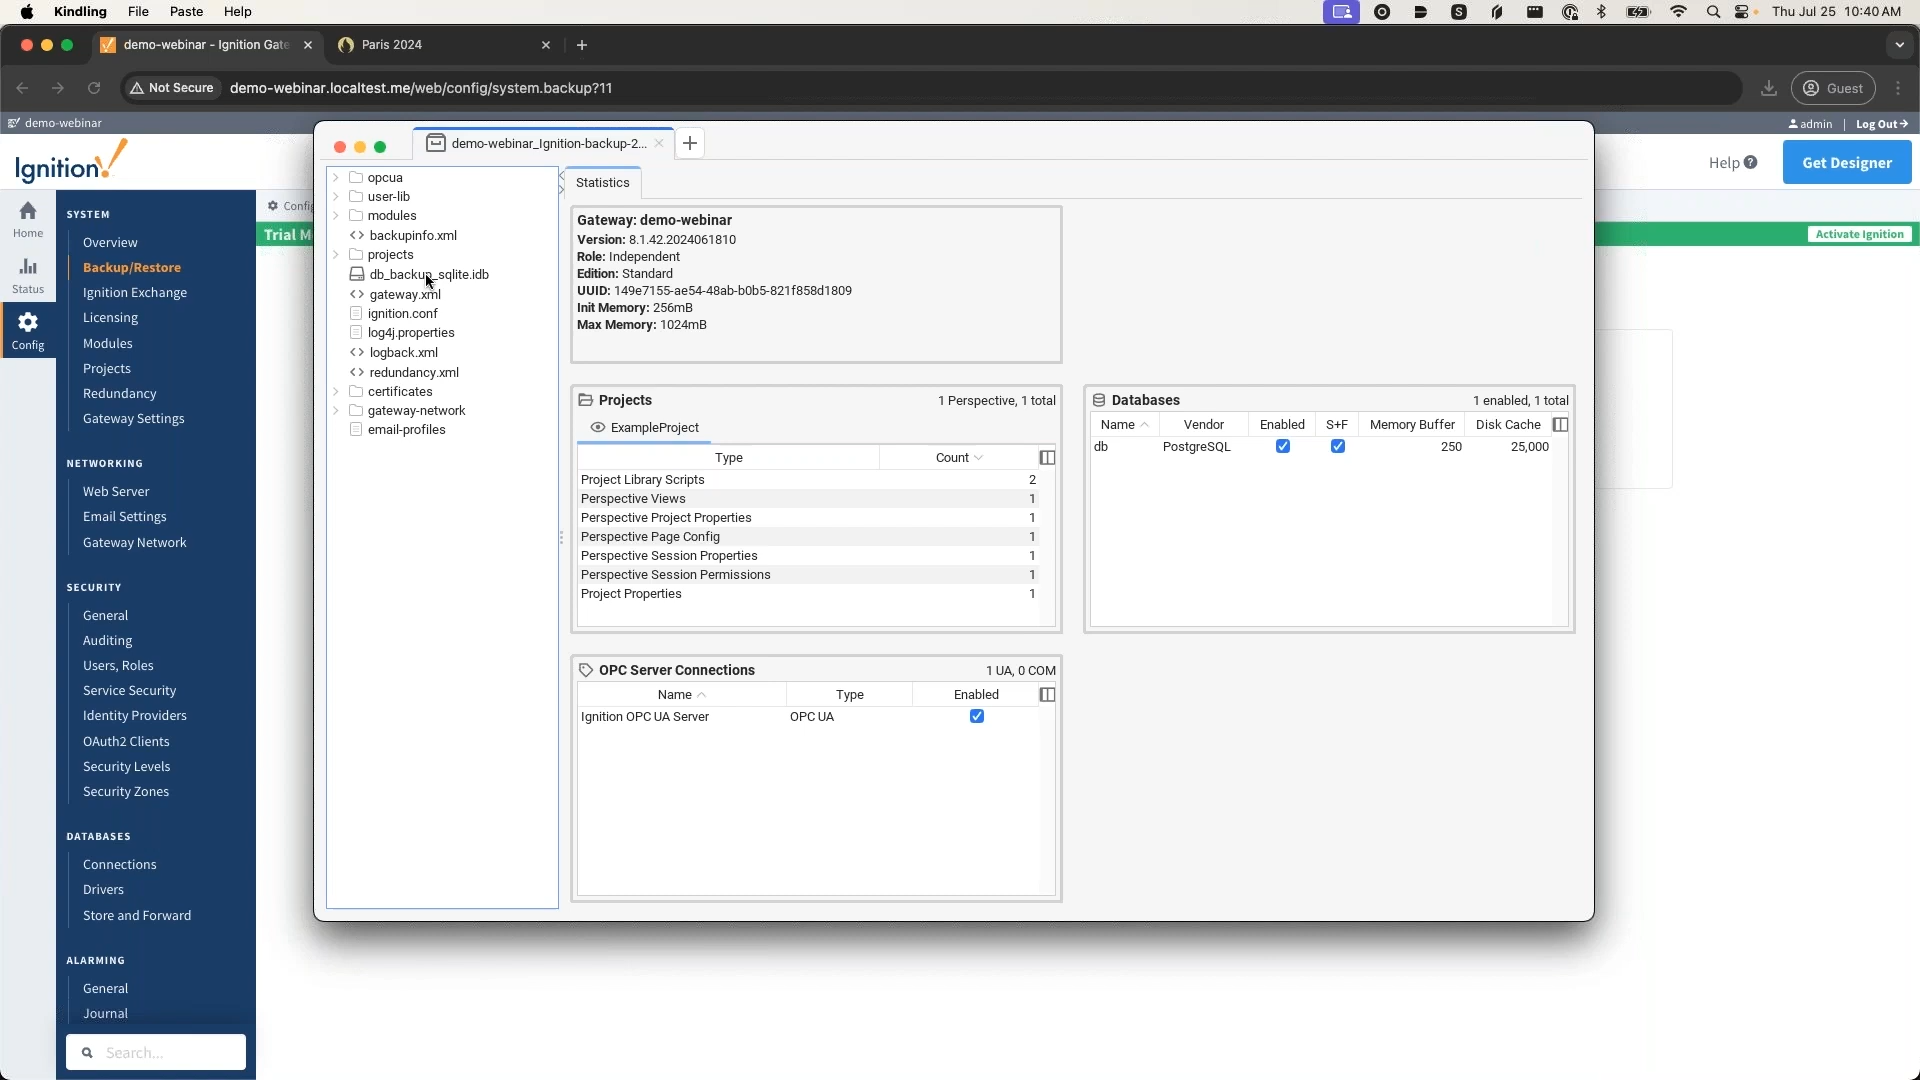 Kindling File Paste Help Thu Jul 25 10:40 AM
demo-webinar - Ignition Gate Paris 2024
Not Secure demo-webinar.localtest.me/web/config/system.backup?11 Guest
demo-webinar admin | Log Out
Ignition! Help ? Get Designer
demo-webinar_Ignition-backup-2...
Home
Status
Config
SYSTEM
Overview
Backup/Restore
Ignition Exchange
Licensing
Modules
Projects
Redundancy
Gateway Settings
NETWORKING
Web Server
Email Settings
Gateway Network
SECURITY
General
Auditing
Users, Roles
Service Security
Identity Providers
OAuth2 Clients
Security Levels
Security Zones
DATABASES
Connections
Drivers
Store and Forward
ALARMING
General
Journal
Search...
Config
Trial M
Activate Ignition
opcua
user-lib
modules
backupinfo.xml
projects
db_backup_sqlite.idb
gateway.xml
ignition.conf
log4j.properties
logback.xml
redundancy.xml
certificates
gateway-network
email-profiles
Statistics
Gateway: demo-webinar
Version: 8.1.42.2024061810
Role: Independent
Edition: Standard
UUID: 149e7155-ae54-48ab-b0b5-821f858d1809
Init Memory: 256mB
Max Memory: 1024mB
Projects 1 Perspective, 1 total
ExampleProject
Type Count
Project Library Scripts 2
Perspective Views 1
Perspective Project Properties 1
Perspective Page Config 1
Perspective Session Properties 1
Perspective Session Permissions 1
Project Properties 1
Databases 1 enabled, 1 total
Name Vendor Enabled S+F Memory Buffer Disk Cache
db PostgreSQL 250 25,000
OPC Server Connections 1 UA, 0 COM
Name Type Enabled
Ignition OPC UA Server OPC UA